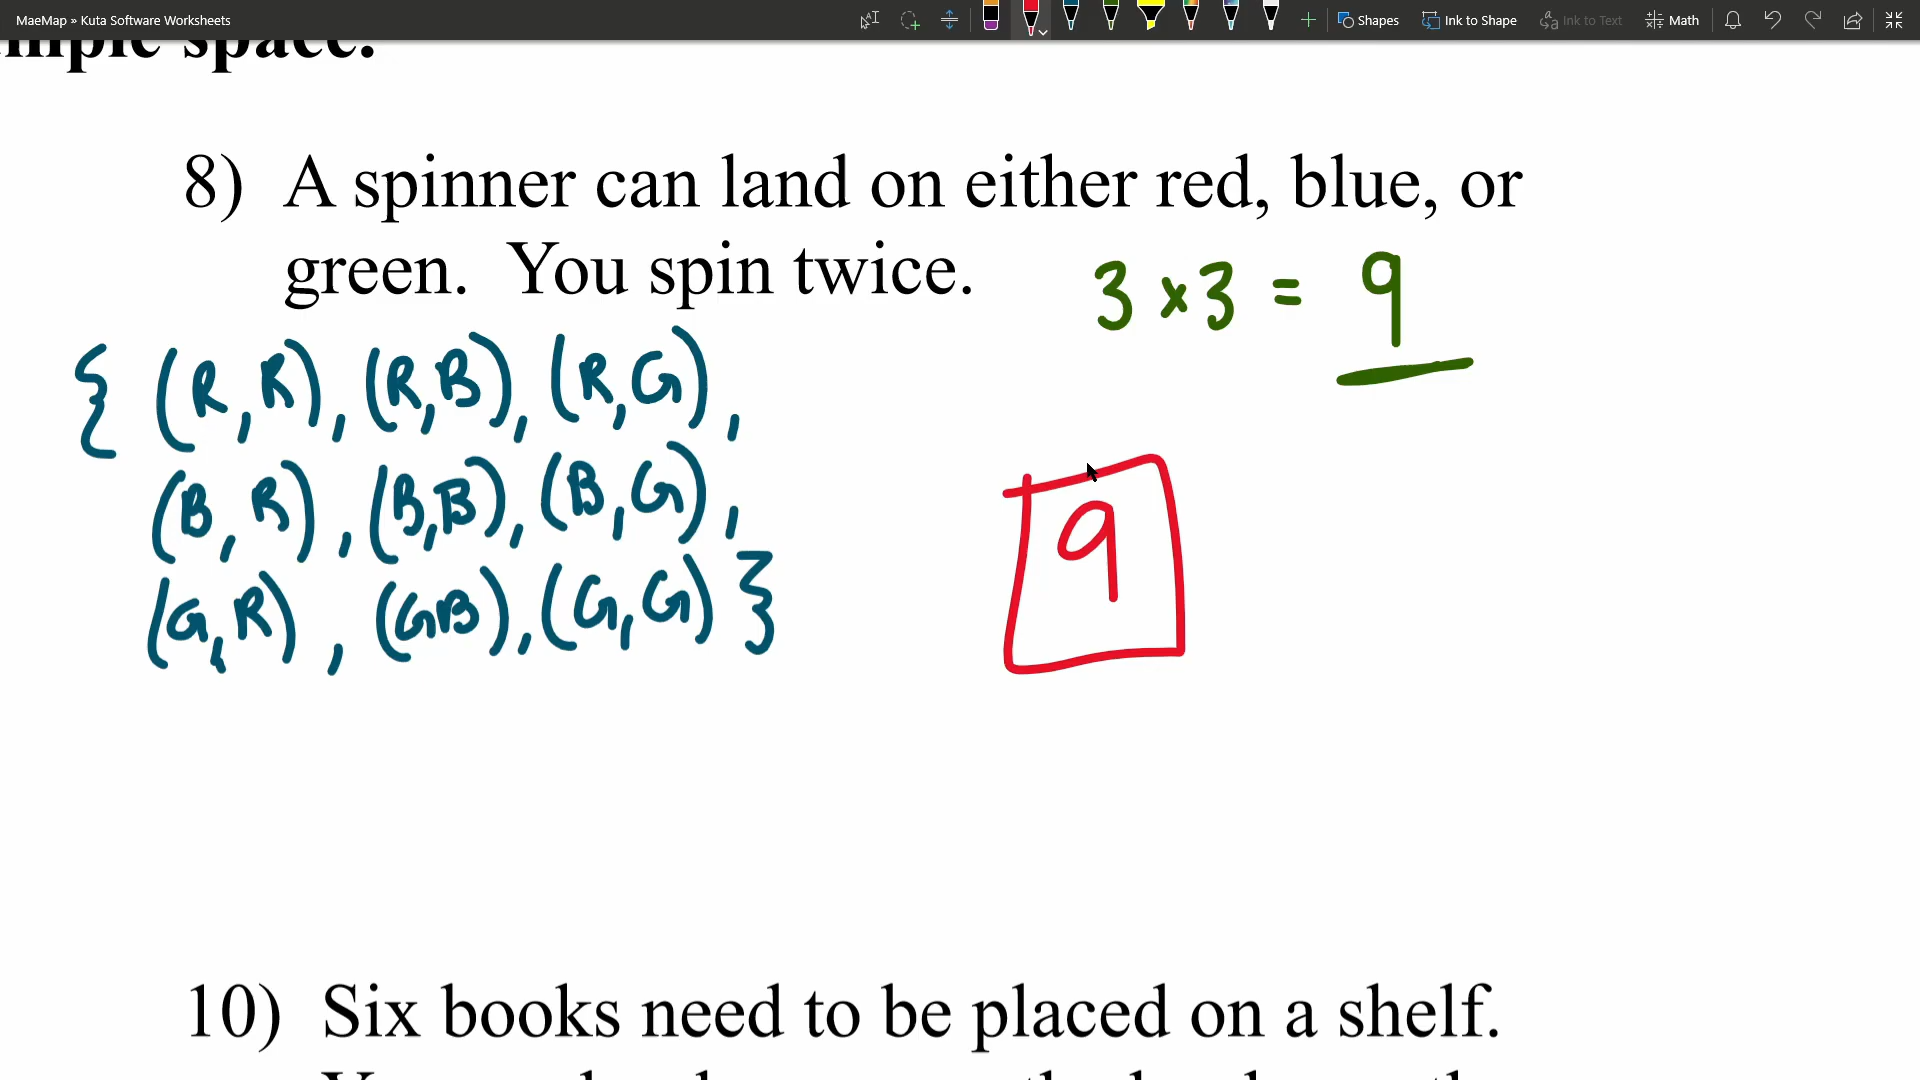 MaeMap » Kuta Software Worksheets
Shapes
Ink to Shape
Ink to Text
Math
space.
8) A spinner can land on either red, blue, or
green. You spin twice.
3 x 3 = 9
{ (R, R), (R,B), (R,G),
(B, R), (B,B), (B,G),
(G,R), (GB), (G,G) }
9
10) Six books need to be placed on a shelf.